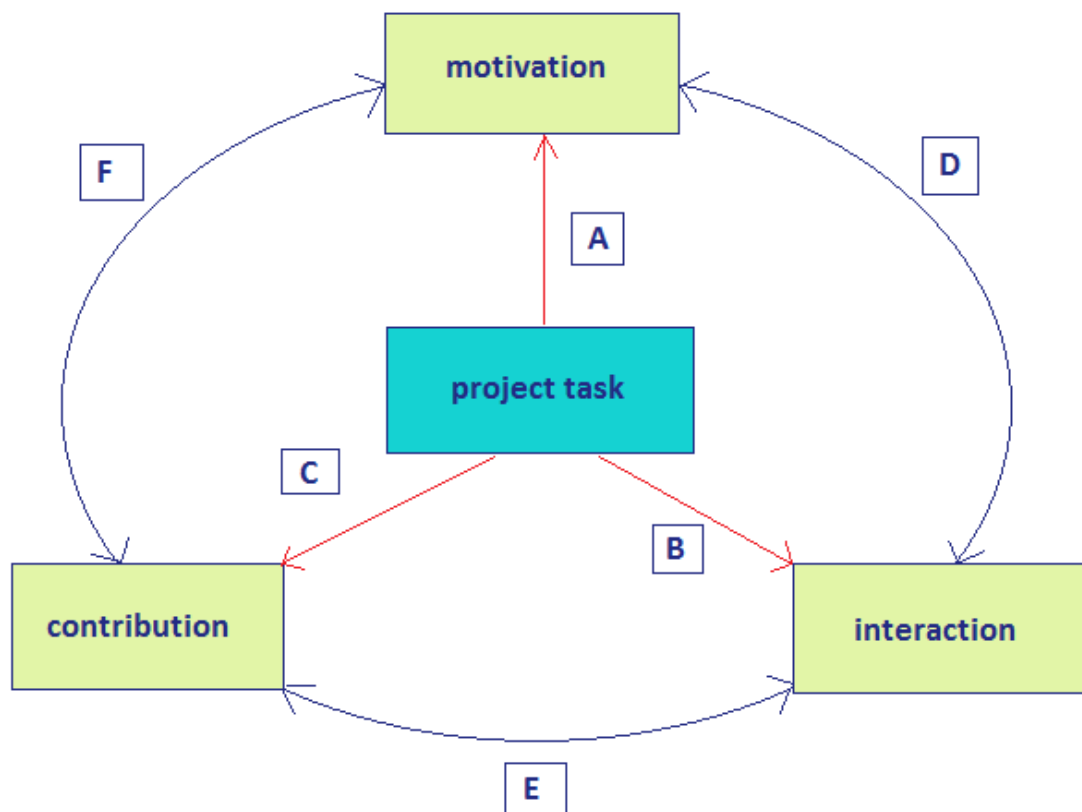 motivation
F
D
A
project task
C
B
contribution
interaction
E